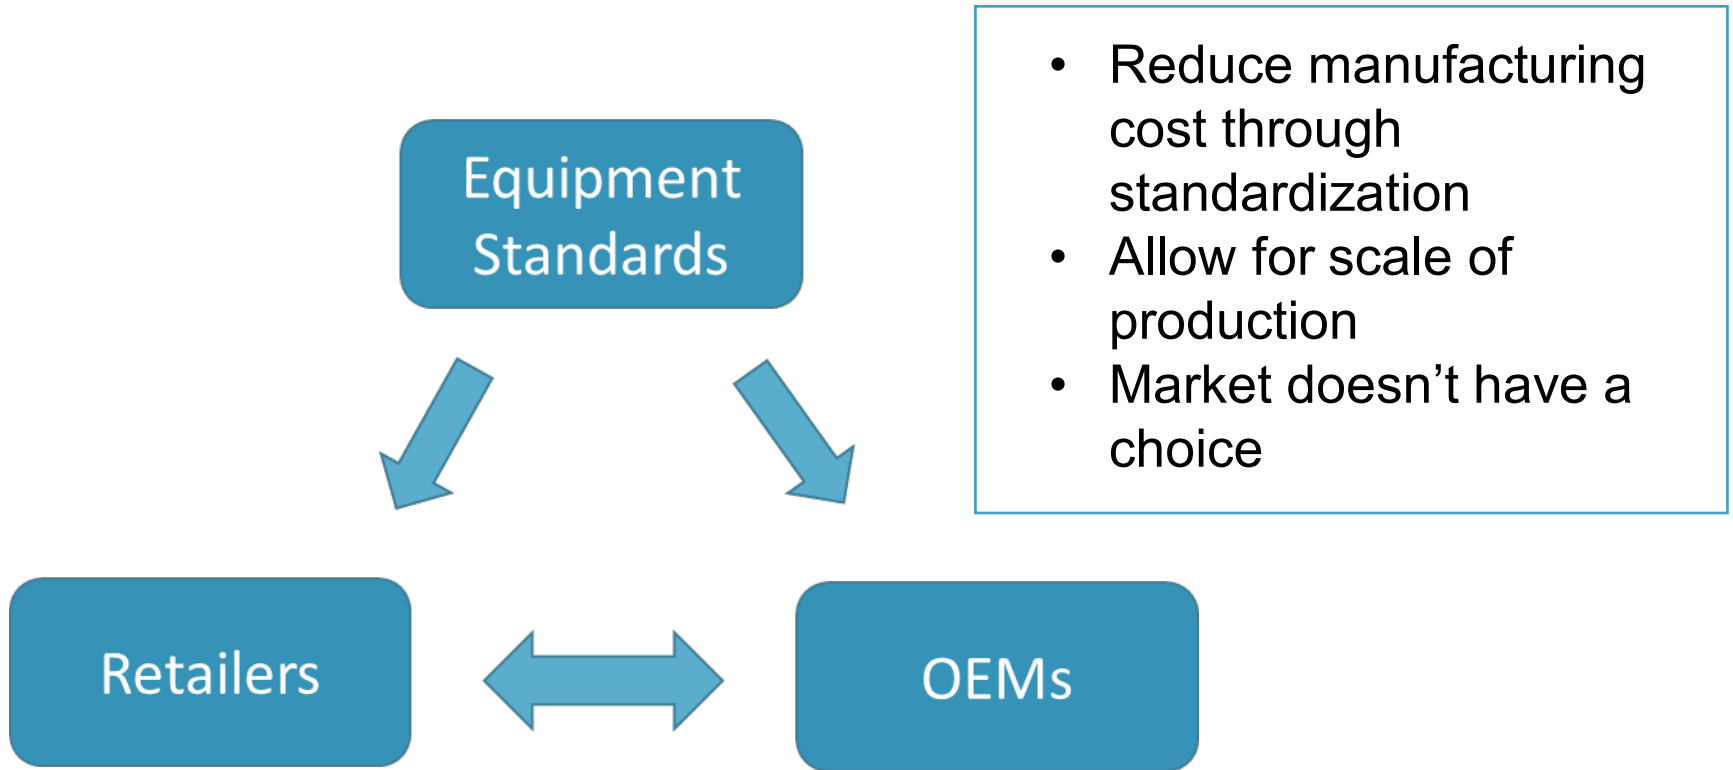 Equipment
Standards
Retailers
OEMs
• Reduce manufacturing
cost through
standardization
• Allow for scale of
production
• Market doesn’t have a
choice